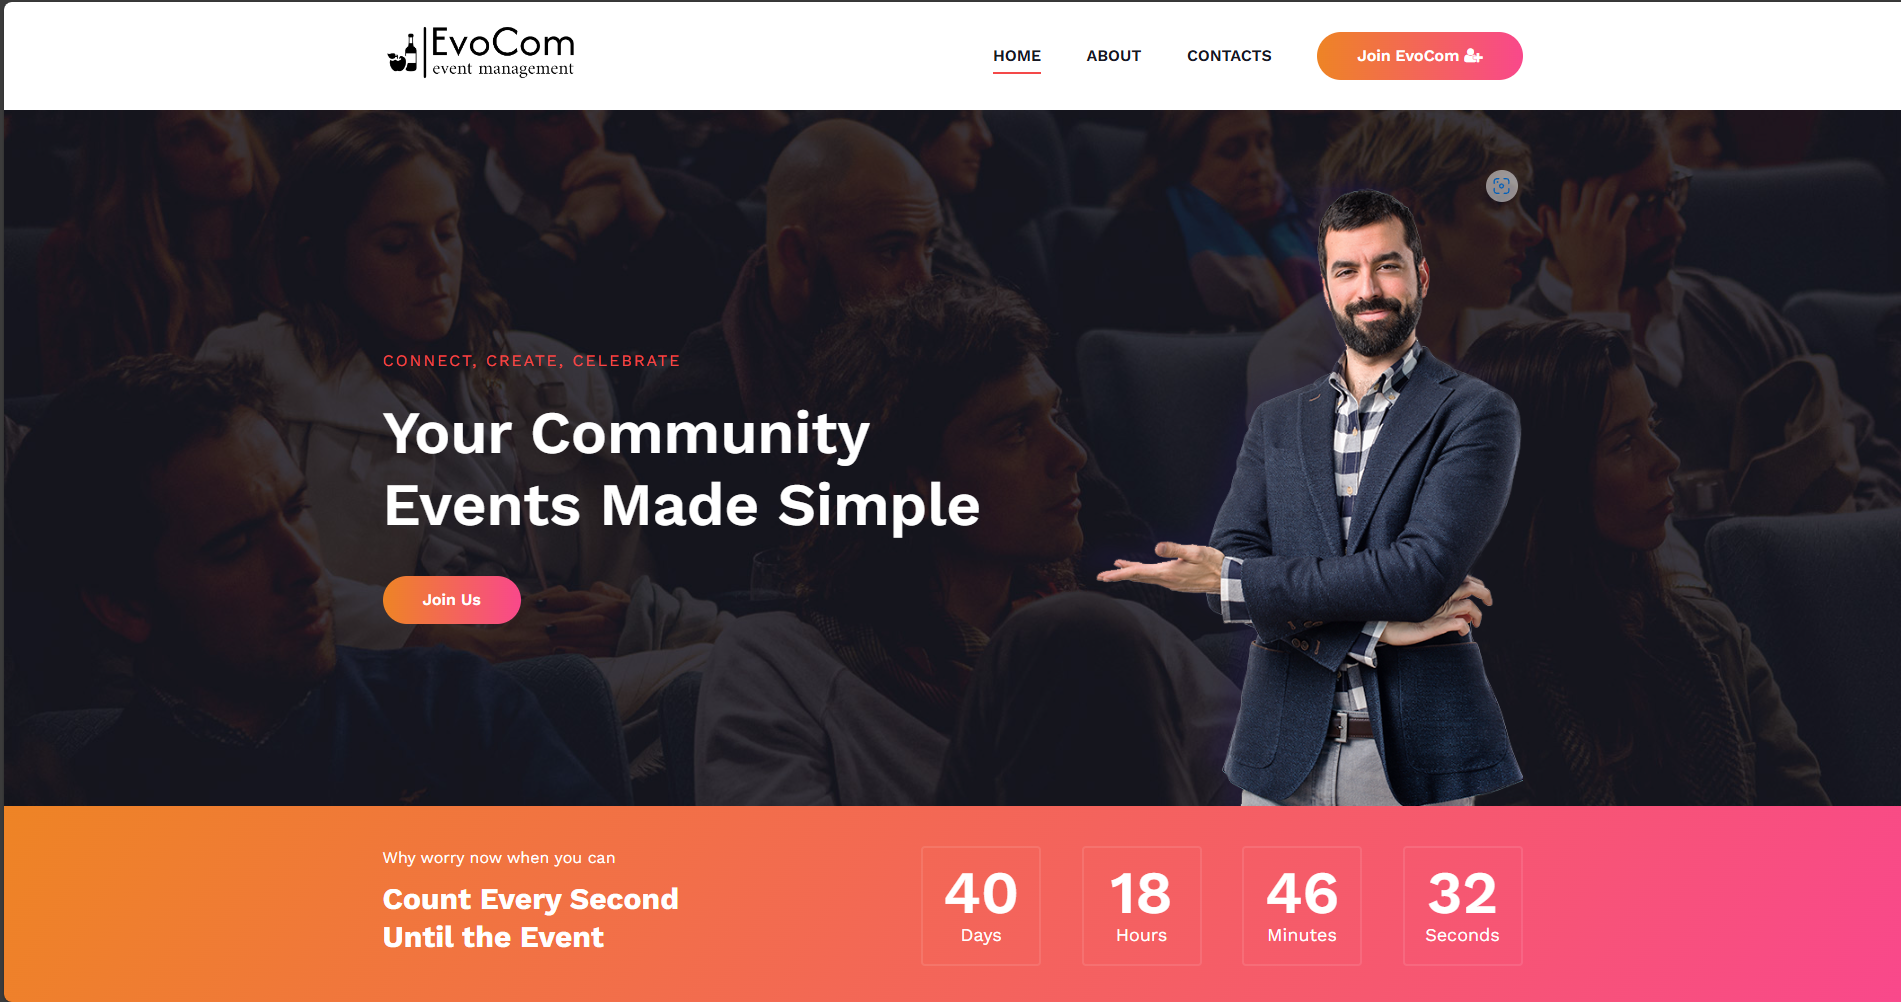 EvoCom
event management
HOME
ABOUT
CONTACTS
Join EvoCom
CONNECT, CREATE, CELEBRATE
Your Community
Events Made Simple
Join Us
Why worry now when you can
Count Every Second
Until the Event
40
Days
18
Hours
46
Minutes
32
Seconds